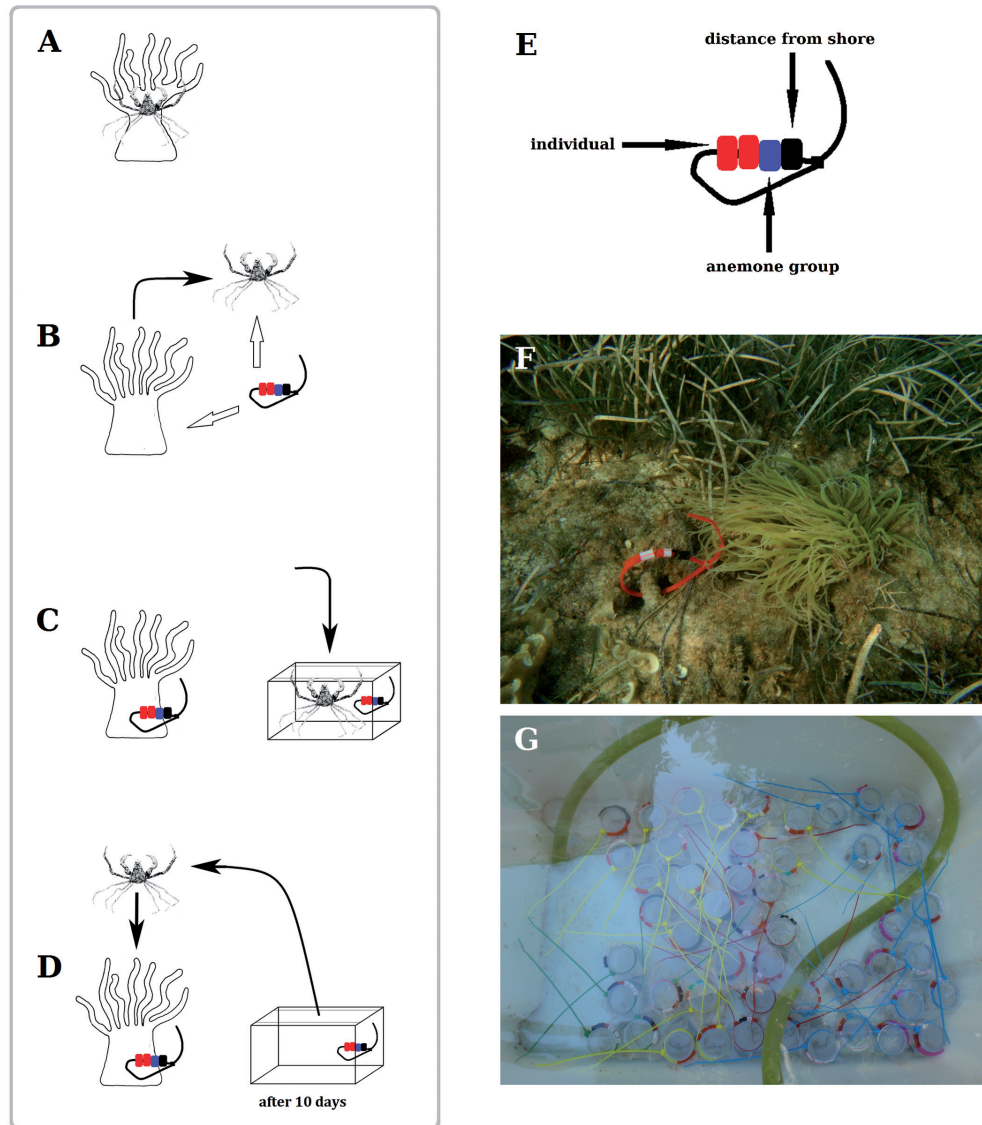 A
B
C
D
after 10 days
E
distance from shore
individual
anemone group
F
G